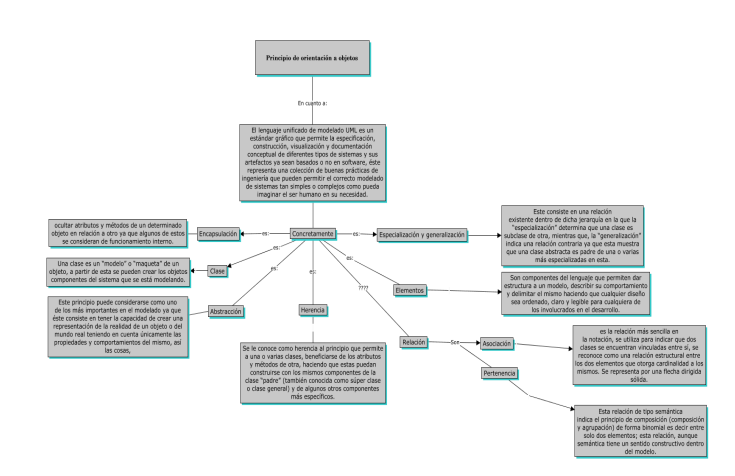 Principio de orientación a objetos
En cuanto a:
El lenguaje unificado de modelado UML es un
estándar gráfico que permite la especificación,
construcción, visualización y documentación
conceptual de diferentes tipos de sistemas y sus
artefactos ya sean basados o no en software, éste
representa una colección de buenas prácticas de
ingeniería que pueden permitir el correcto modelado
de sistemas tan simples o complejos como pueda
imaginar el ser humano en su necesidad.
ocultar atributos y métodos de un determinado
objeto en relación a otro ya que algunos de estos
se consideran de funcionamiento interno.
Encapsulación
es:
Concretamente
es:
Especialización y generalización
Este consiste en una relación
existente dentro de dicha jerarquía en la que la
"especialización" determina que una clase es
subclase de otra, mientras que, la "generalización"
indica una relación contraria ya que esta muestra
que una clase abstracta es padre de una o varias
más especializadas en esta.
Una clase es un "modelo" o "maqueta" de un
objeto, a partir de esta se pueden crear los objetos
componentes del sistema que se está modelando.
Clase
es:
es:
es:
es:
????
Elementos
Son componentes del lenguaje que permiten dar
estructura a un modelo, describir su comportamiento
y delimitar el mismo haciendo que cualquier diseño
sea ordenado, claro y legible para cualquiera de
los involucrados en el desarrollo.
Este principio puede considerarse como uno
de los más importantes en el modelado ya que
éste consiste en tener la capacidad de crear una
representación de la realidad de un objeto o del
mundo real teniendo en cuenta únicamente las
propiedades y comportamientos del mismo, así
las cosas,
Abstracción
Herencia
Se le conoce como herencia al principio que permite
a una o varias clases, beneficiarse de los atributos
y métodos de otra, haciendo que estas puedan
construirse con los mismos componentes de la
clase "padre" (también conocida como súper clase
o clase general) y de algunos otros componentes
más específicos.
Relación
Son
Asociación
es la relación más sencilla en
la notación, se utiliza para indicar que dos
clases se encuentran vinculadas entre sí, se
reconoce como una relación estructural entre
los dos elementos que otorga cardinalidad a los
mismos. Se representa por una flecha dirigida
sólida.
Pertenencia
Esta relación de tipo semántica
indica el principio de composición (composición
y agrupación) de forma binomial es decir entre
solo dos elementos; esta relación, aunque
semántica tiene un sentido constructivo dentro
del modelo.